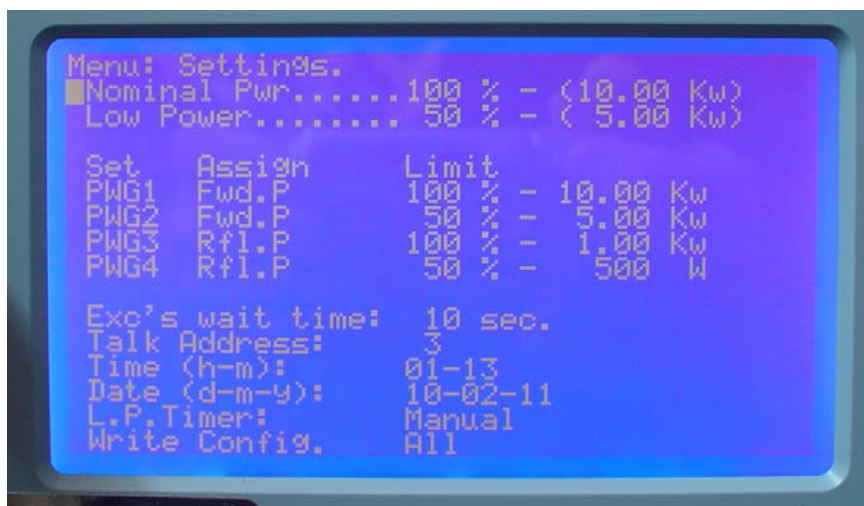 Menu: Settings.
Nominal Pwr......100 % - (10.00 Kw)
Low Power........ 50 % - ( 5.00 Kw)
Set Assign Limit
PWG1 Fwd.P 100 % - 10.00 Kw
PWG2 Fwd.P 50 % - 5.00 Kw
PWG3 Rfl.P 100 % - 1.00 Kw
PWG4 Rfl.P 50 % - 500 W
Exc's wait time: 10 sec.
Talk Address: 3
Time (h-m): 01-13
Date (d-m-y): 10-02-11
L.P.Timer: Manual
Write Config. All